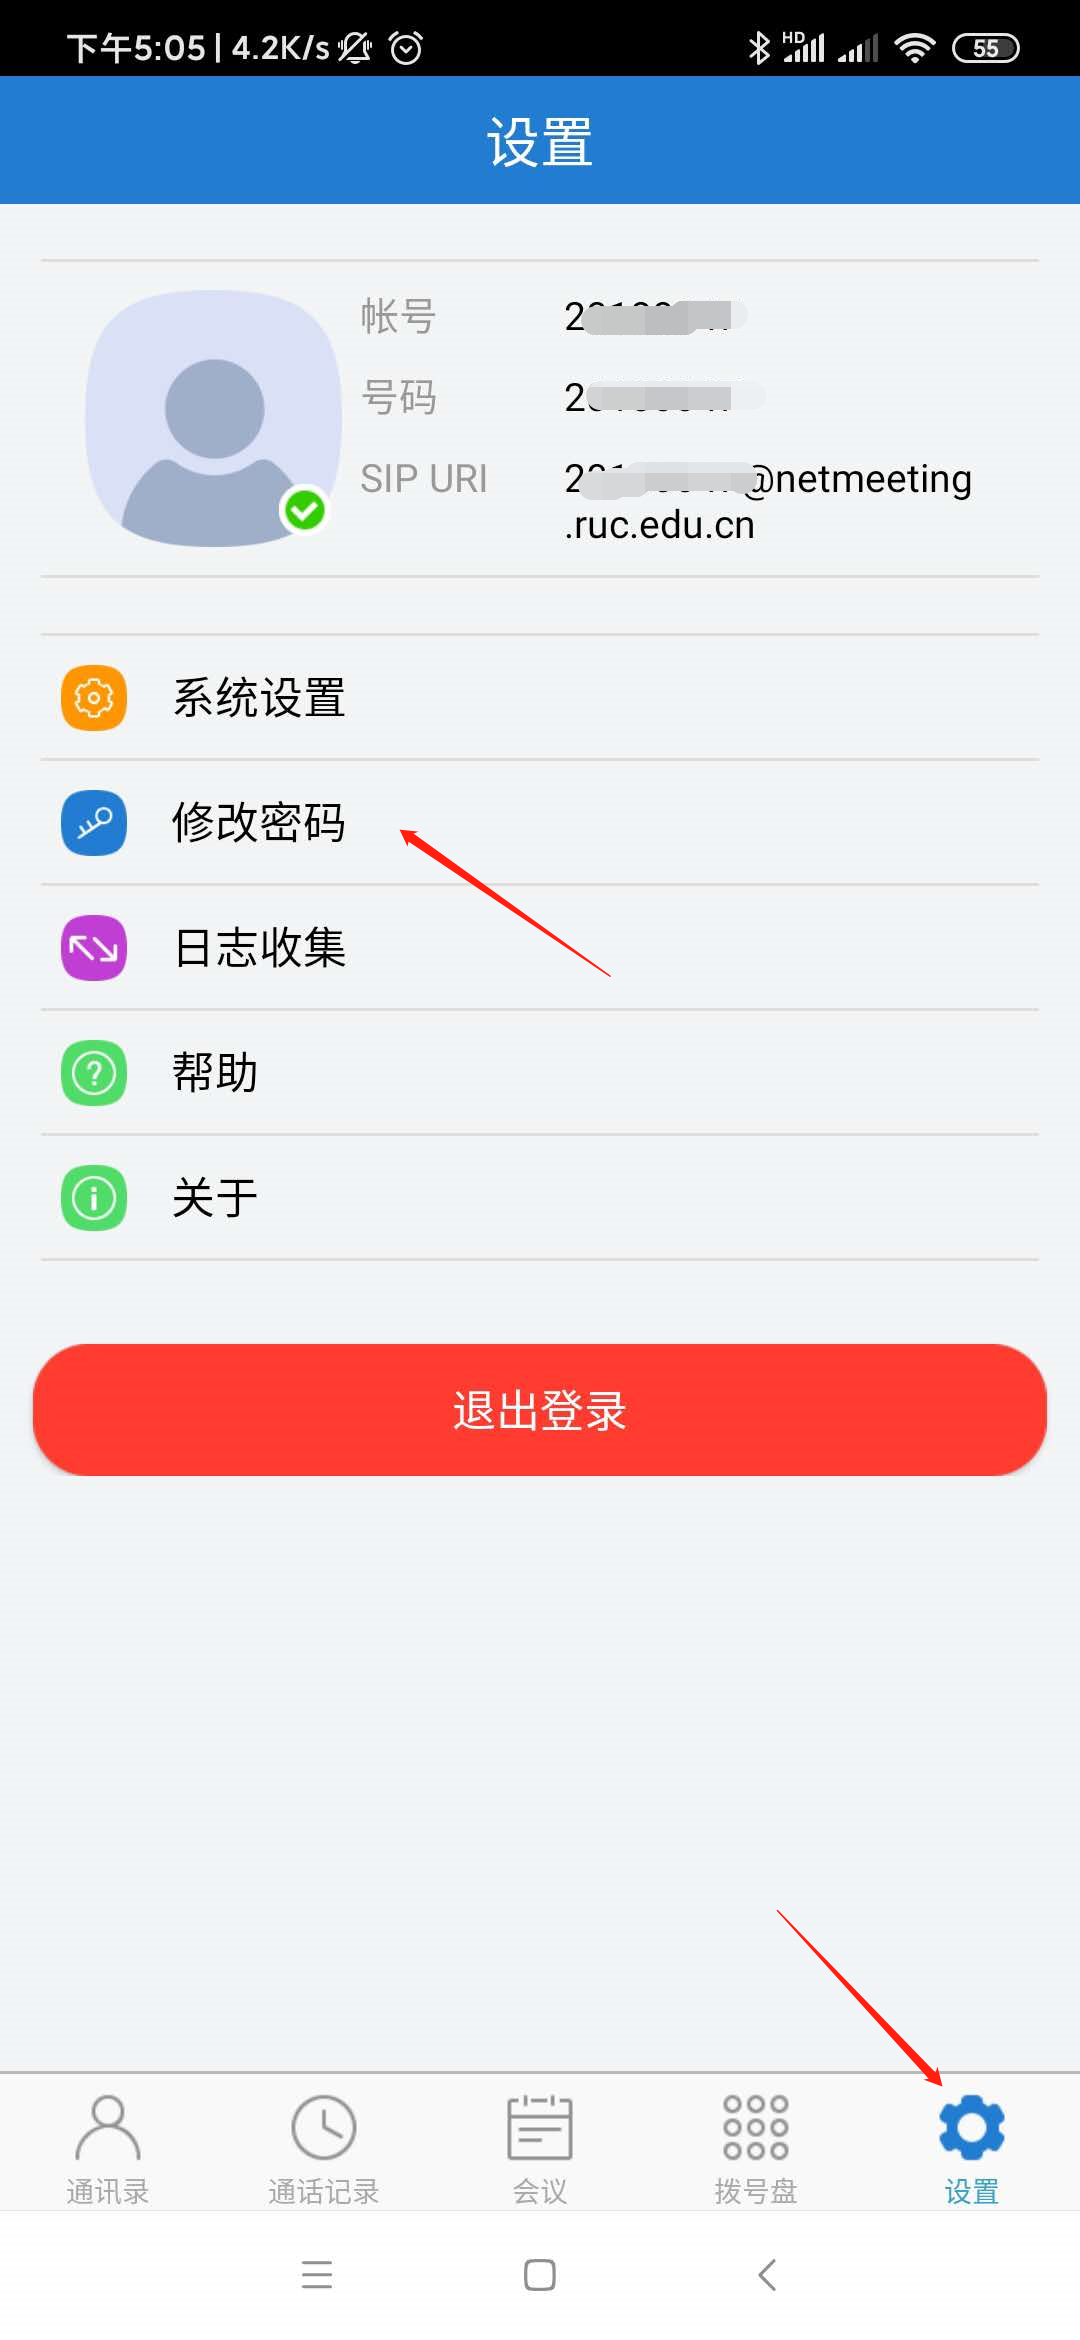 下午5:05 | 4.2K/s
HD
55
设置
帐号
号码
SIP URI
@netmeeting
.ruc.edu.cn
系统设置
修改密码
日志收集
帮助
关于
退出登录
通讯录 通话记录 会议 拨号盘 设置